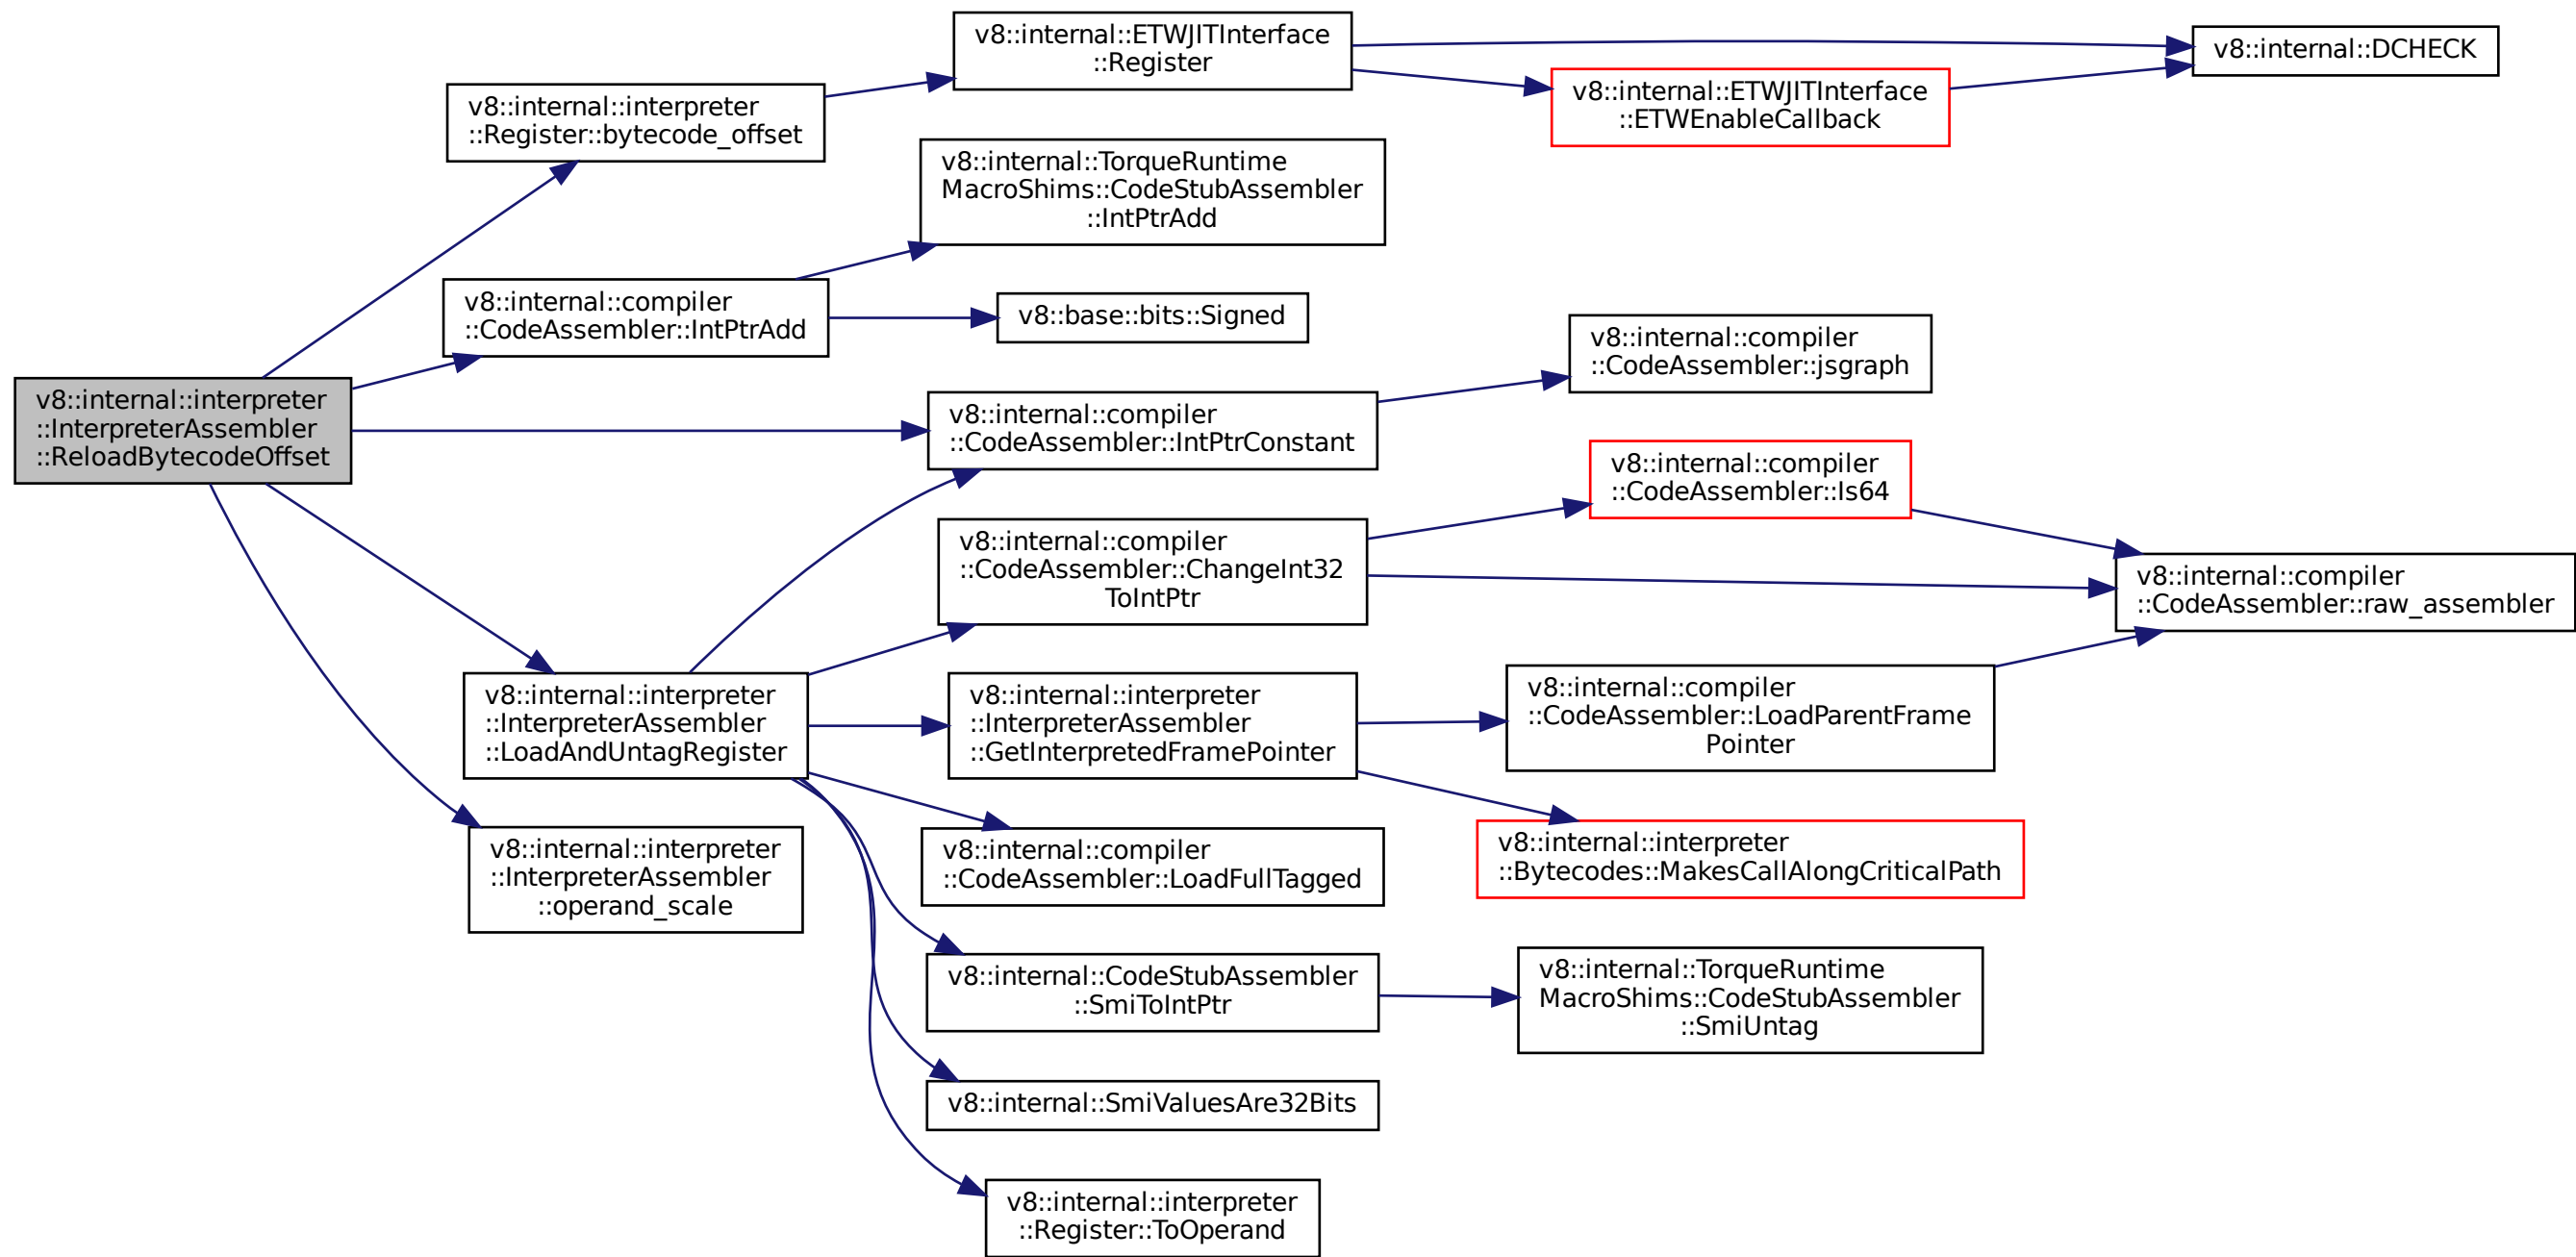 v8::internal::interpreter
::InterpreterAssembler
::ReloadBytecodeOffset
v8::internal::interpreter
::Register::bytecode_offset
v8::internal::ETWJITInterface
::Register
v8::internal::DCHECK
v8::internal::ETWJITInterface
::ETWEnableCallback
v8::internal::compiler
::CodeAssembler::IntPtrAdd
v8::internal::TorqueRuntime
MacroShims::CodeStubAssembler
::IntPtrAdd
v8::base::bits::Signed
v8::internal::compiler
::CodeAssembler::IntPtrConstant
v8::internal::compiler
::CodeAssembler::jsgraph
v8::internal::interpreter
::InterpreterAssembler
::LoadAndUntagRegister
v8::internal::compiler
::CodeAssembler::ChangeInt32
ToIntPtr
v8::internal::compiler
::CodeAssembler::Is64
v8::internal::compiler
::CodeAssembler::raw_assembler
v8::internal::interpreter
::InterpreterAssembler
::GetInterpretedFramePointer
v8::internal::compiler
::CodeAssembler::LoadParentFrame
Pointer
v8::internal::interpreter
::Bytecodes::MakesCallAlongCriticalPath
v8::internal::compiler
::CodeAssembler::LoadFullTagged
v8::internal::CodeStubAssembler
::SmiToIntPtr
v8::internal::TorqueRuntime
MacroShims::CodeStubAssembler
::SmiUntag
v8::internal::SmiValuesAre32Bits
v8::internal::interpreter
::Register::ToOperand
v8::internal::interpreter
::InterpreterAssembler
::operand_scale